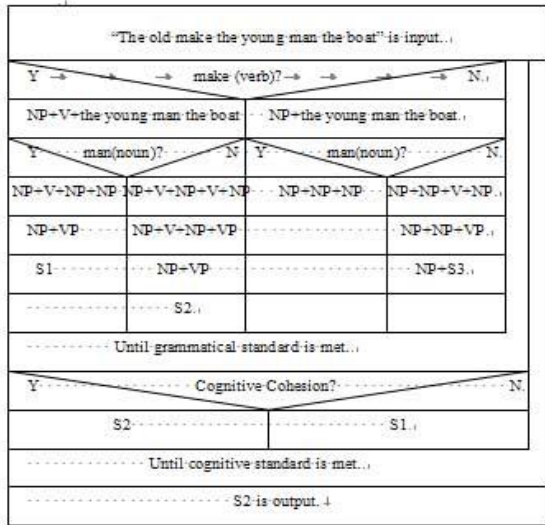 “The old make the young man the boat” is input.
Y make (verb)? N.
NP+V+the young man the boat NP+the young man the boat.
Y man(noun)? N Y man(noun)? N.
NP+V+NP+NP NP+V+NP+V+NP NP+NP+NP NP+NP+V+NP.
NP+VP NP+V+NP+VP NP+NP+VP.
S1 NP+VP NP+S3.
S2.
Until grammatical standard is met.
Y Cognitive Cohesion? N.
S2 S1.
Until cognitive standard is met.
S2 is output.